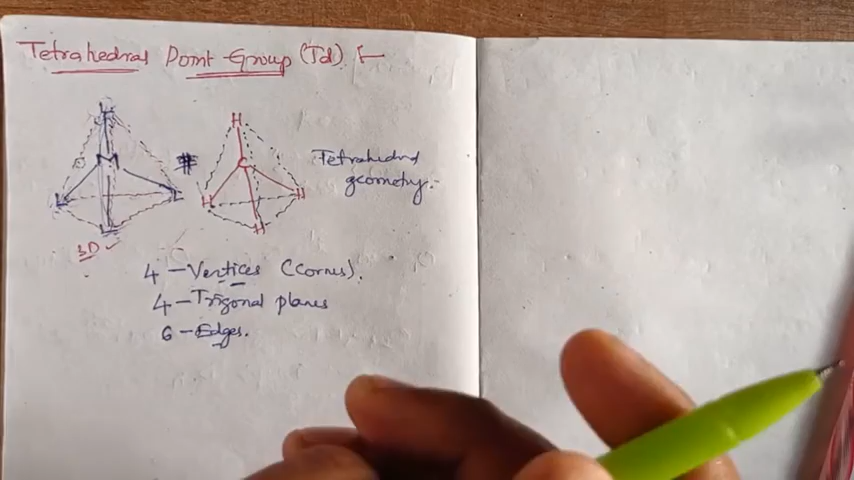 Tetrahedral Point-Group (Td) :-
L
H
M
C
Tetrahedral
geometry:-
L
L
H
H
L
H
3D
4 - Vertices (Corners).
4 - Trigonal planes
6 - Edges.